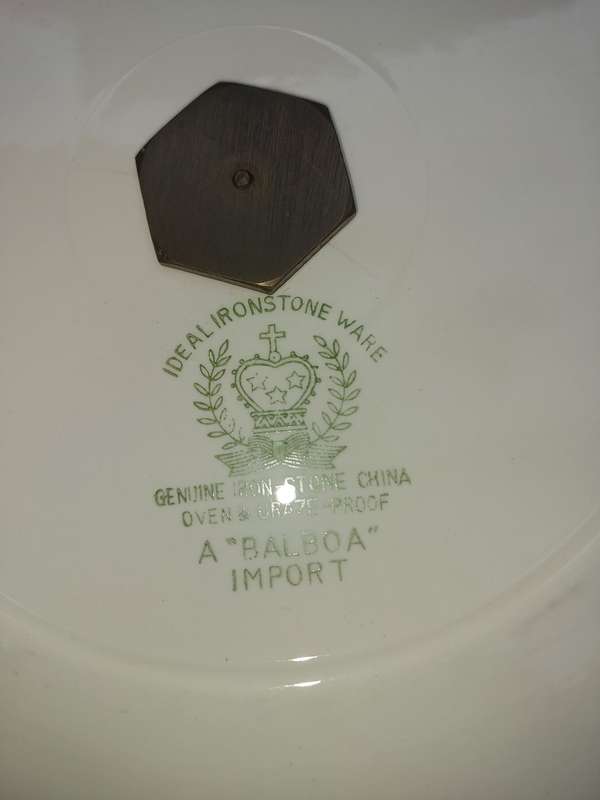 IDEAL IRONSTONE WARE
GENUINE IRON-STONE CHINA
OVEN & CRAZE-PROOF
A "BALBOA"
IMPORT